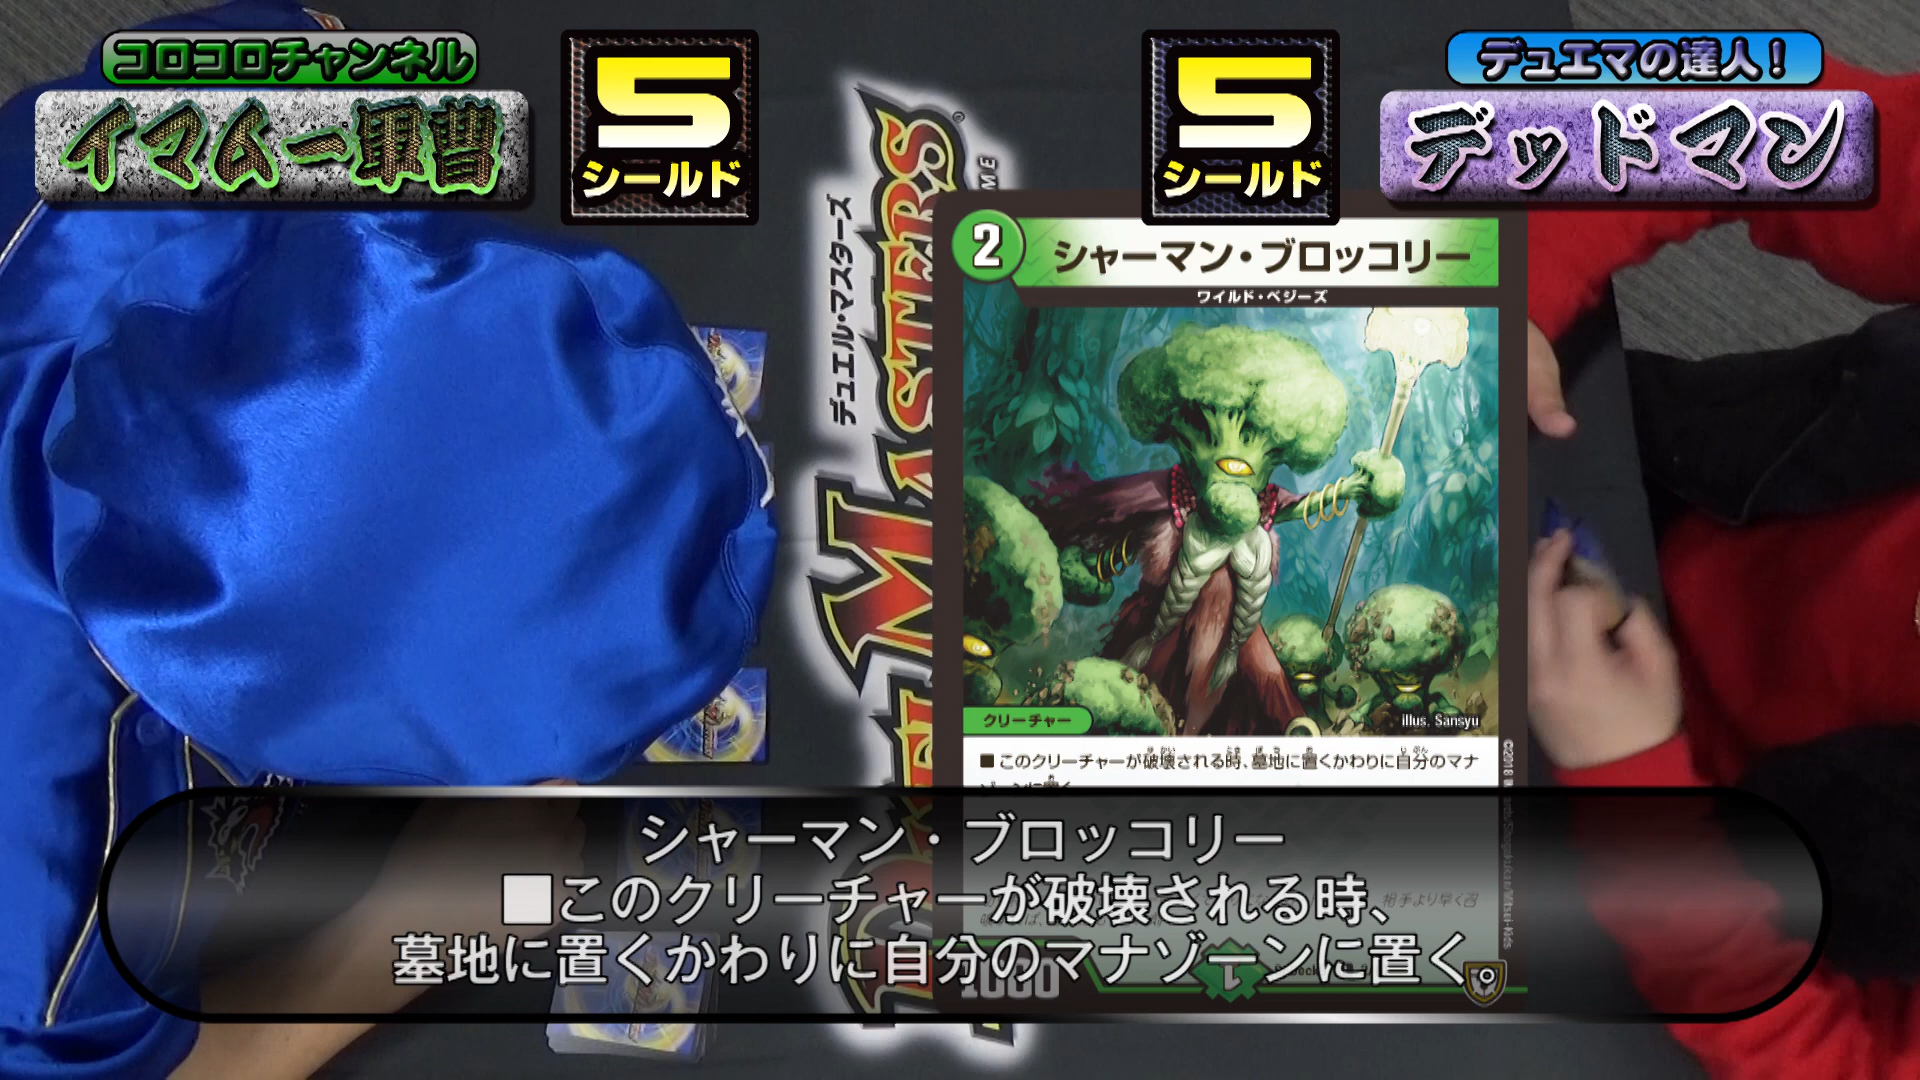 コロコロチャンネル
イマムー軍曹
5
シールド
5
シールド
デュエマの達人!
デッドマン
デュエル・マスターズ
DUEL MASTERS
2
シャーマン・ブロッコリー
ワイルド・ベジーズ
クリーチャー
illus. Sansyu
■このクリーチャーが破壊される時、墓地に置くかわりに自分のマナ
シャーマン・ブロッコリー
■このクリーチャーが破壊される時、
墓地に置くかわりに自分のマナゾーンに置く
1000
1